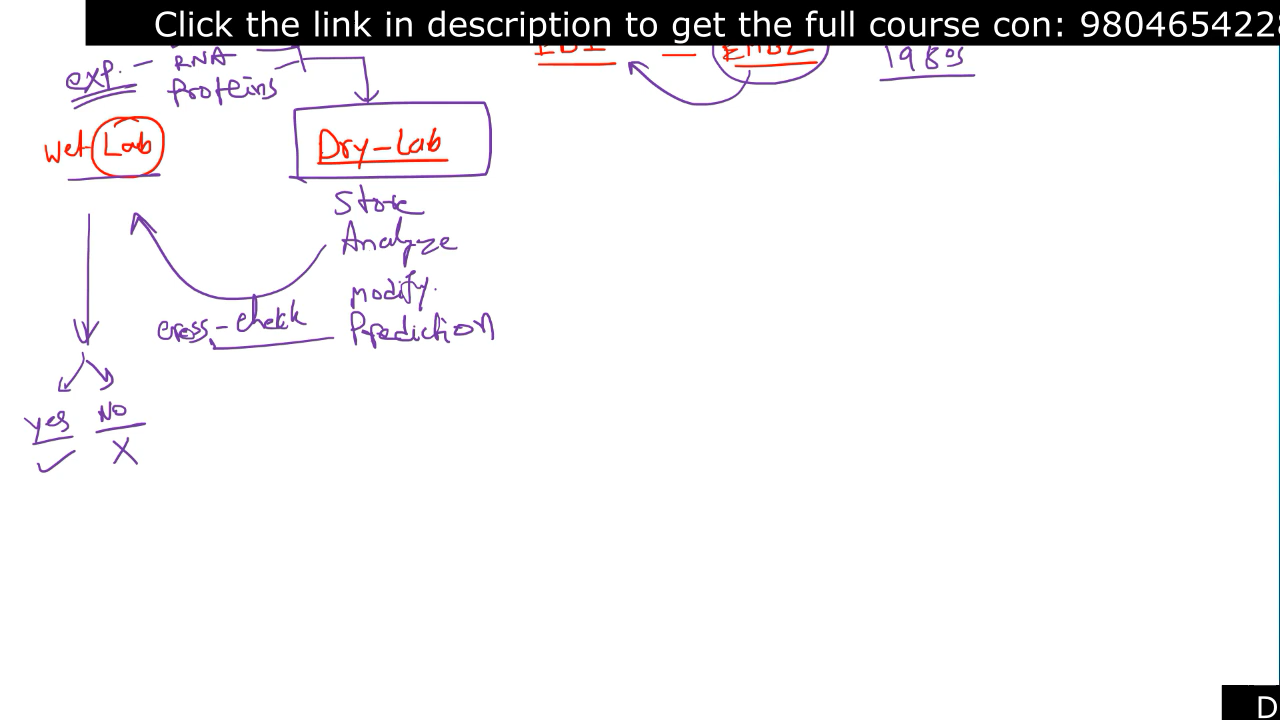 Click the link in description to get the full course con: 980465422
RNA
exp. - Proteins
EBI — EMBL 1980s
Wet Lab
Dry-Lab
Store
Analyze
modify.
cross-check
Prediction
Yes No
✓ X
D